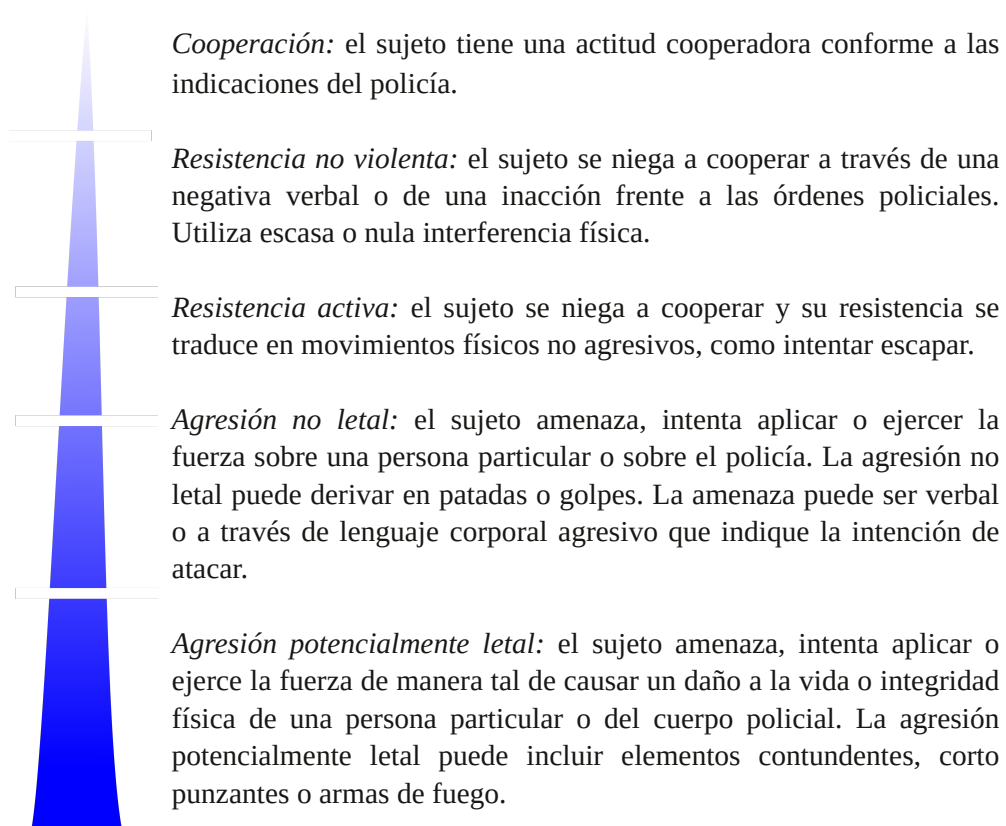 Cooperación: el sujeto tiene una actitud cooperadora conforme a las
indicaciones del policía.
Resistencia no violenta: el sujeto se niega a cooperar a través de una
negativa verbal o de una inacción frente a las órdenes policiales.
Utiliza escasa o nula interferencia física.
Resistencia activa: el sujeto se niega a cooperar y su resistencia se
traduce en movimientos físicos no agresivos, como intentar escapar.
Agresión no letal: el sujeto amenaza, intenta aplicar o ejercer la
fuerza sobre una persona particular o sobre el policía. La agresión no
letal puede derivar en patadas o golpes. La amenaza puede ser verbal
o a través de lenguaje corporal agresivo que indique la intención de
atacar.
Agresión potencialmente letal: el sujeto amenaza, intenta aplicar o
ejerce la fuerza de manera tal de causar un daño a la vida o integridad
física de una persona particular o del cuerpo policial. La agresión
potencialmente letal puede incluir elementos contundentes, corto
punzantes o armas de fuego.